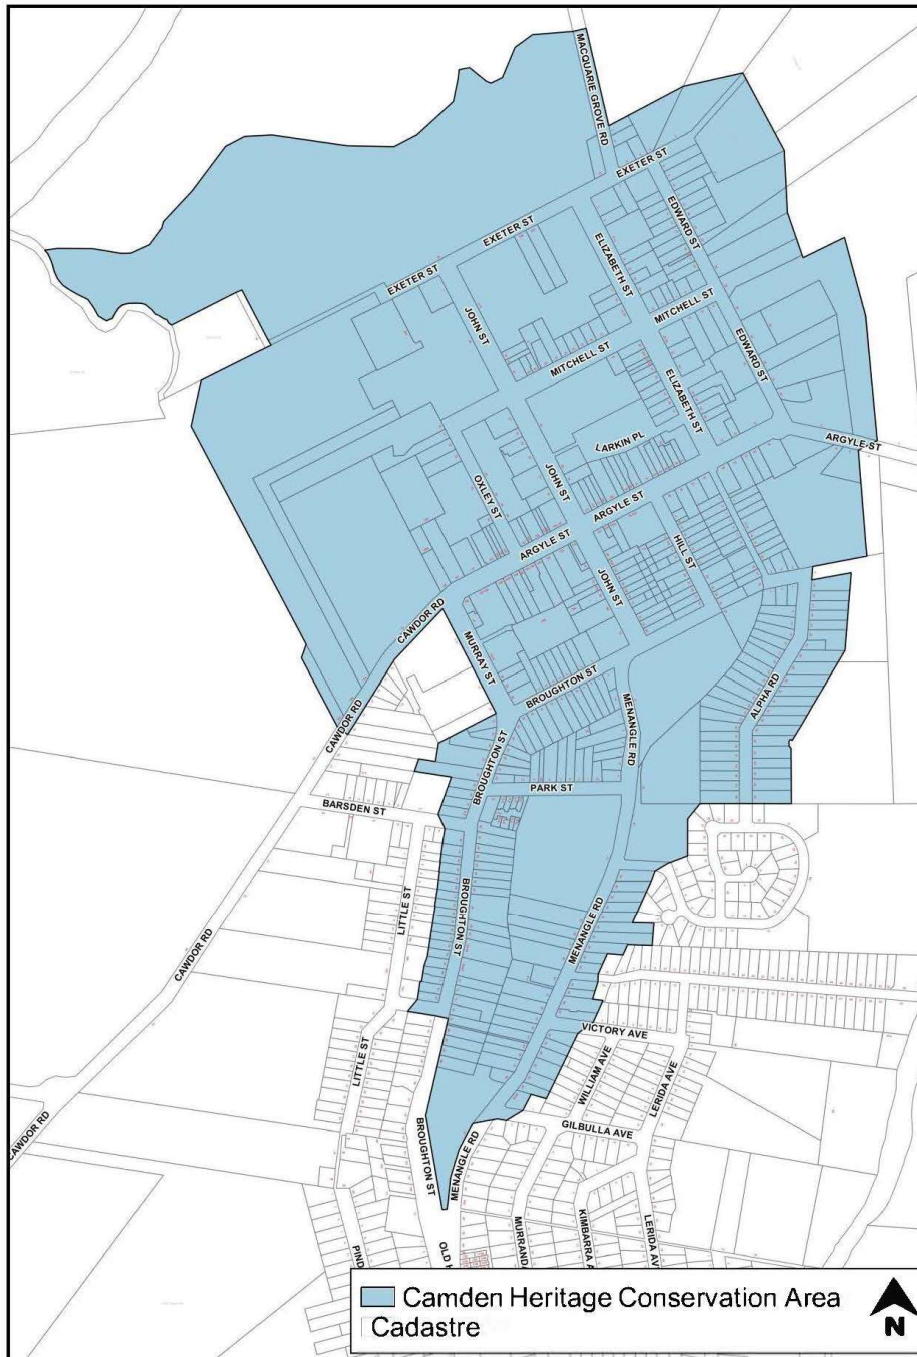 MACQUARIE GROVE RD
EXETER ST
EXETER ST
EDWARD ST
EXETER ST
ELIZABETH ST
MITCHELL ST
JOHN ST
MITCHELL ST
EDWARD ST
ELIZABETH ST
LARKIN PL
ARGYLE ST
JOHN ST
OXLEY ST
ARGYLE ST
ARGYLE ST
HILL ST
JOHN ST
CAWDOR RD
MURRAY ST
BROUGHTON ST
ALPHA RD
MENANGLE RD
CAWDOR RD
BROUGHTON ST
PARK ST
BARSDEN ST
LITTLE ST
BROUGHTON ST
MENANGLE RD
CAWDOR RD
VICTORY AVE
LITTLE ST
WILLIAM AVE
LERIDA AVE
CAWDOR RD
GILBULLA AVE
BROUGHTON ST
MENANGLE RD
MURRANDA
KIMBARRA A
LERIDA AV
PIND
OLD H
Camden Heritage Conservation Area
Cadastre
N